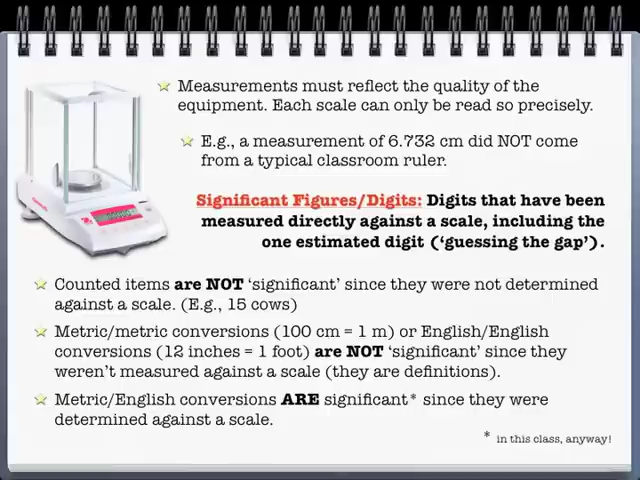 Measurements must reflect the quality of the
equipment. Each scale can only be read so precisely.
E.g., a measurement of 6.732 cm did NOT come
from a typical classroom ruler.
Significant Figures/Digits: Digits that have been
measured directly against a scale, including the
one estimated digit (‘guessing the gap’).
Counted items are NOT ‘significant’ since they were not determined
against a scale. (E.g., 15 cows)
Metric/metric conversions (100 cm = 1 m) or English/English
conversions (12 inches = 1 foot) are NOT ‘significant’ since they
weren’t measured against a scale (they are definitions).
Metric/English conversions ARE significant* since they were
determined against a scale.
* in this class, anyway!